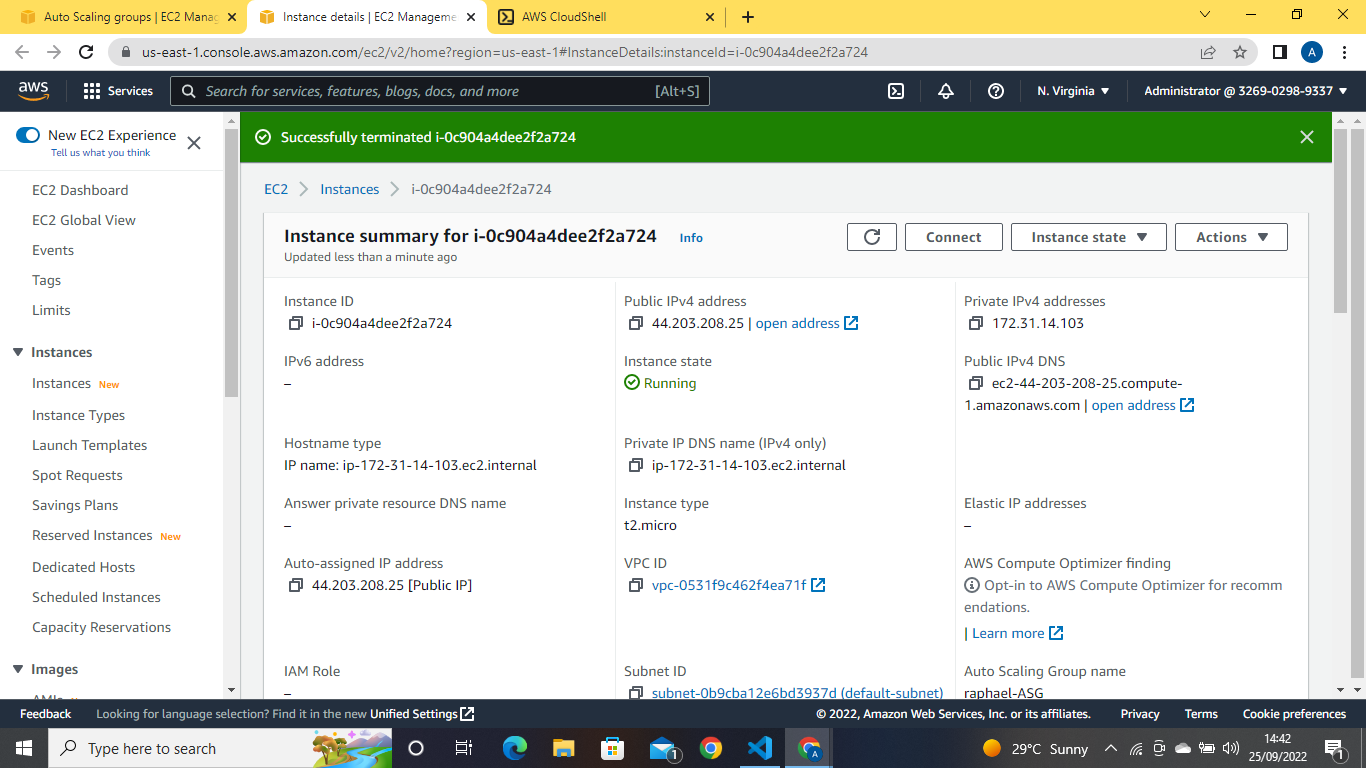 Auto Scaling groups | EC2 Manag
Instance details | EC2 Manageme
AWS CloudShell
us-east-1.console.aws.amazon.com/ec2/v2/home?region=us-east-1#InstanceDetails:instanceId=i-0c904a4dee2f2a724
A
aws
Services
Search for services, features, blogs, docs, and more
[Alt+S]
N. Virginia
Administrator @ 3269-0298-9337
New EC2 Experience
Tell us what you think
EC2 Dashboard
EC2 Global View
Events
Tags
Limits
Instances
Instances New
Instance Types
Launch Templates
Spot Requests
Savings Plans
Reserved Instances New
Dedicated Hosts
Scheduled Instances
Capacity Reservations
Images
Successfully terminated i-0c904a4dee2f2a724
EC2 > Instances > i-0c904a4dee2f2a724
Instance summary for i-0c904a4dee2f2a724 Info
Updated less than a minute ago
Connect
Instance state
Actions
Instance ID
i-0c904a4dee2f2a724
Public IPv4 address
44.203.208.25 | open address
Private IPv4 addresses
172.31.14.103
IPv6 address
–
Instance state
Running
Public IPv4 DNS
ec2-44-203-208-25.compute-
1.amazonaws.com | open address
Hostname type
IP name: ip-172-31-14-103.ec2.internal
Private IP DNS name (IPv4 only)
ip-172-31-14-103.ec2.internal
Answer private resource DNS name
–
Instance type
t2.micro
Elastic IP addresses
–
Auto-assigned IP address
44.203.208.25 [Public IP]
VPC ID
vpc-0531f9c462f4ea71f
AWS Compute Optimizer finding
Opt-in to AWS Compute Optimizer for recomm
endations.
| Learn more
IAM Role
–
Subnet ID
subnet-0b9cba12e6bd3937d (default-subnet)
Auto Scaling Group name
raphael-ASG
Feedback
Looking for language selection? Find it in the new Unified Settings
© 2022, Amazon Web Services, Inc. or its affiliates.
Privacy
Terms
Cookie preferences
Type here to search
1
A
29°C Sunny
14:42
25/09/2022
1